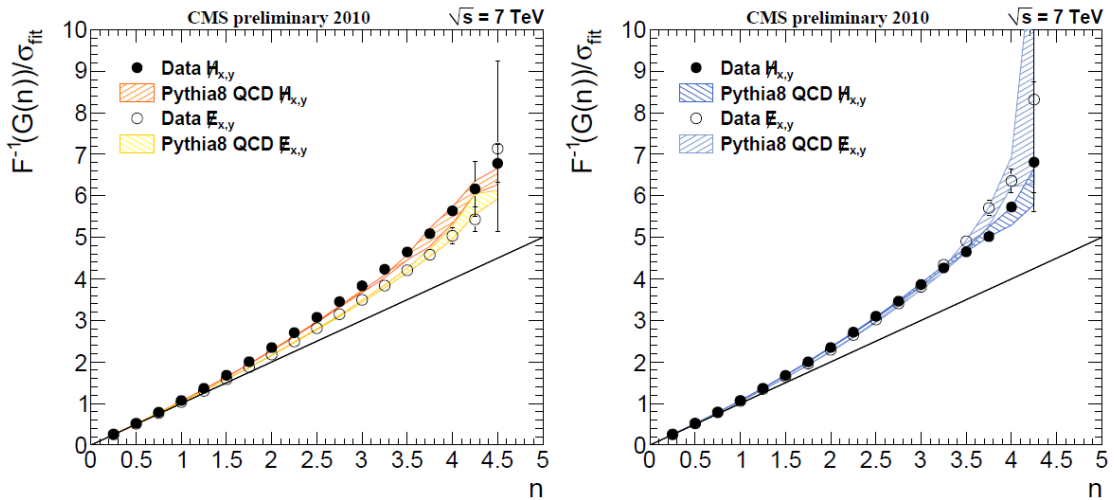 CMS preliminary 2010 √s = 7 TeV
F⁻¹(G(n))/σfit
10
9
8
7
6
5
4
3
2
1
0
Data H̸x,y
Pythia8 QCD H̸x,y
Data E̸x,y
Pythia8 QCD E̸x,y
0 0.5 1 1.5 2 2.5 3 3.5 4 4.5 5
n
CMS preliminary 2010 √s = 7 TeV
F⁻¹(G(n))/σfit
10
9
8
7
6
5
4
3
2
1
0
Data H̸x,y
Pythia8 QCD H̸x,y
Data E̸x,y
Pythia8 QCD E̸x,y
0 0.5 1 1.5 2 2.5 3 3.5 4 4.5 5
n